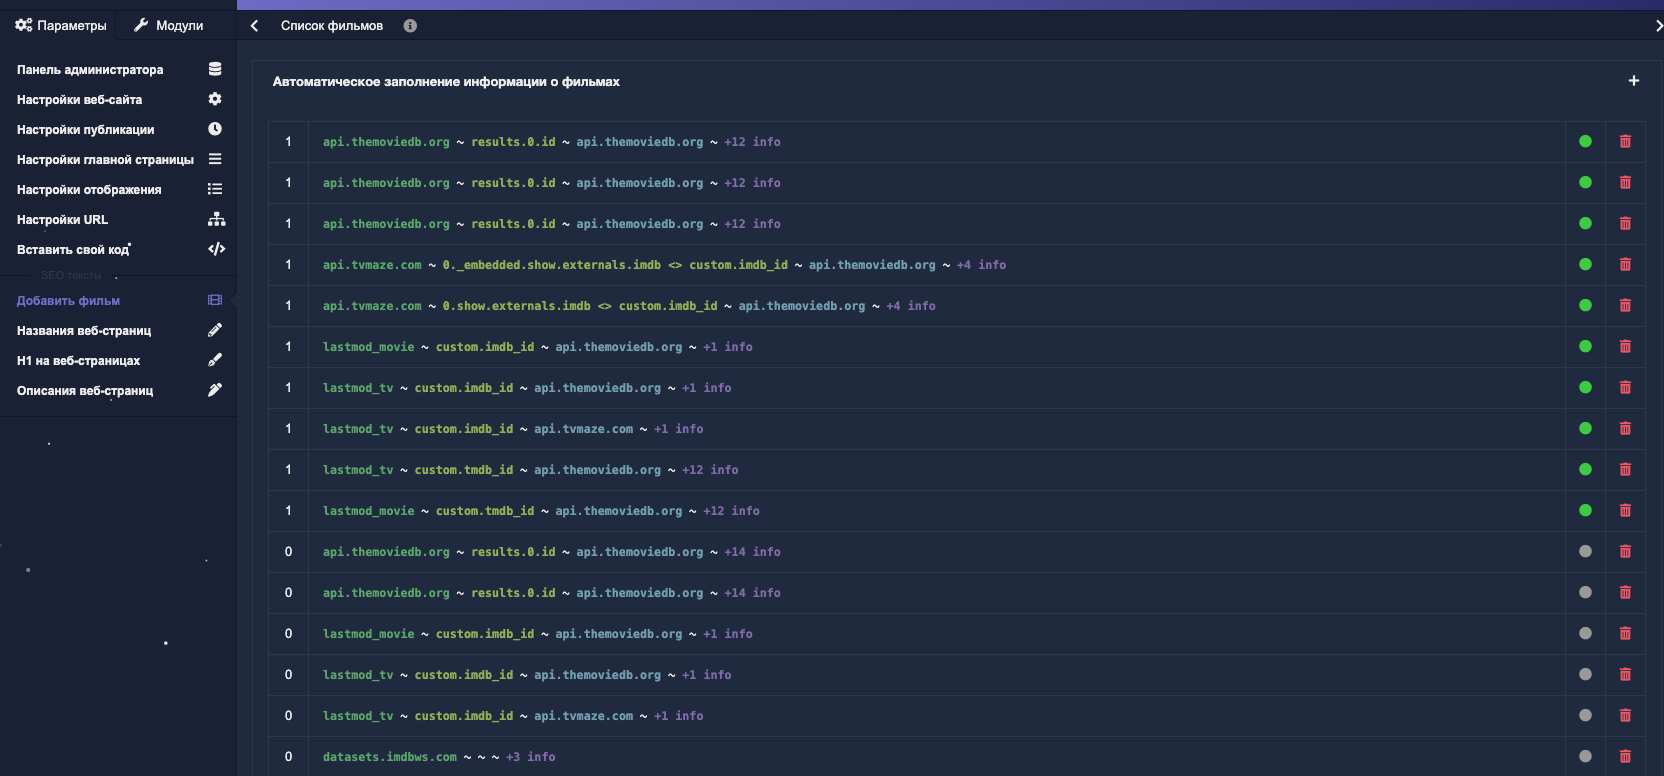 Параметры
Модули
Список фильмов
Панель администратора
Настройки веб-сайта
Настройки публикации
Настройки главной страницы
Настройки отображения
Настройки URL
Вставить свой код
SEO тексты
Добавить фильм
Названия веб-страниц
H1 на веб-страницах
Описания веб-страниц
Автоматическое заполнение информации о фильмах
1 api.themoviedb.org ~ results.0.id ~ api.themoviedb.org ~ +12 info
1 api.themoviedb.org ~ results.0.id ~ api.themoviedb.org ~ +12 info
1 api.themoviedb.org ~ results.0.id ~ api.themoviedb.org ~ +12 info
1 api.tvmaze.com ~ 0._embedded.show.externals.imdb <> custom.imdb_id ~ api.themoviedb.org ~ +4 info
1 api.tvmaze.com ~ 0.show.externals.imdb <> custom.imdb_id ~ api.themoviedb.org ~ +4 info
1 lastmod_movie ~ custom.imdb_id ~ api.themoviedb.org ~ +1 info
1 lastmod_tv ~ custom.imdb_id ~ api.themoviedb.org ~ +1 info
1 lastmod_tv ~ custom.imdb_id ~ api.tvmaze.com ~ +1 info
1 lastmod_tv ~ custom.tmdb_id ~ api.themoviedb.org ~ +12 info
1 lastmod_movie ~ custom.tmdb_id ~ api.themoviedb.org ~ +12 info
0 api.themoviedb.org ~ results.0.id ~ api.themoviedb.org ~ +14 info
0 api.themoviedb.org ~ results.0.id ~ api.themoviedb.org ~ +14 info
0 lastmod_movie ~ custom.imdb_id ~ api.themoviedb.org ~ +1 info
0 lastmod_tv ~ custom.imdb_id ~ api.themoviedb.org ~ +1 info
0 lastmod_tv ~ custom.imdb_id ~ api.tvmaze.com ~ +1 info
0 datasets.imdbws.com ~ ~ ~ +3 info